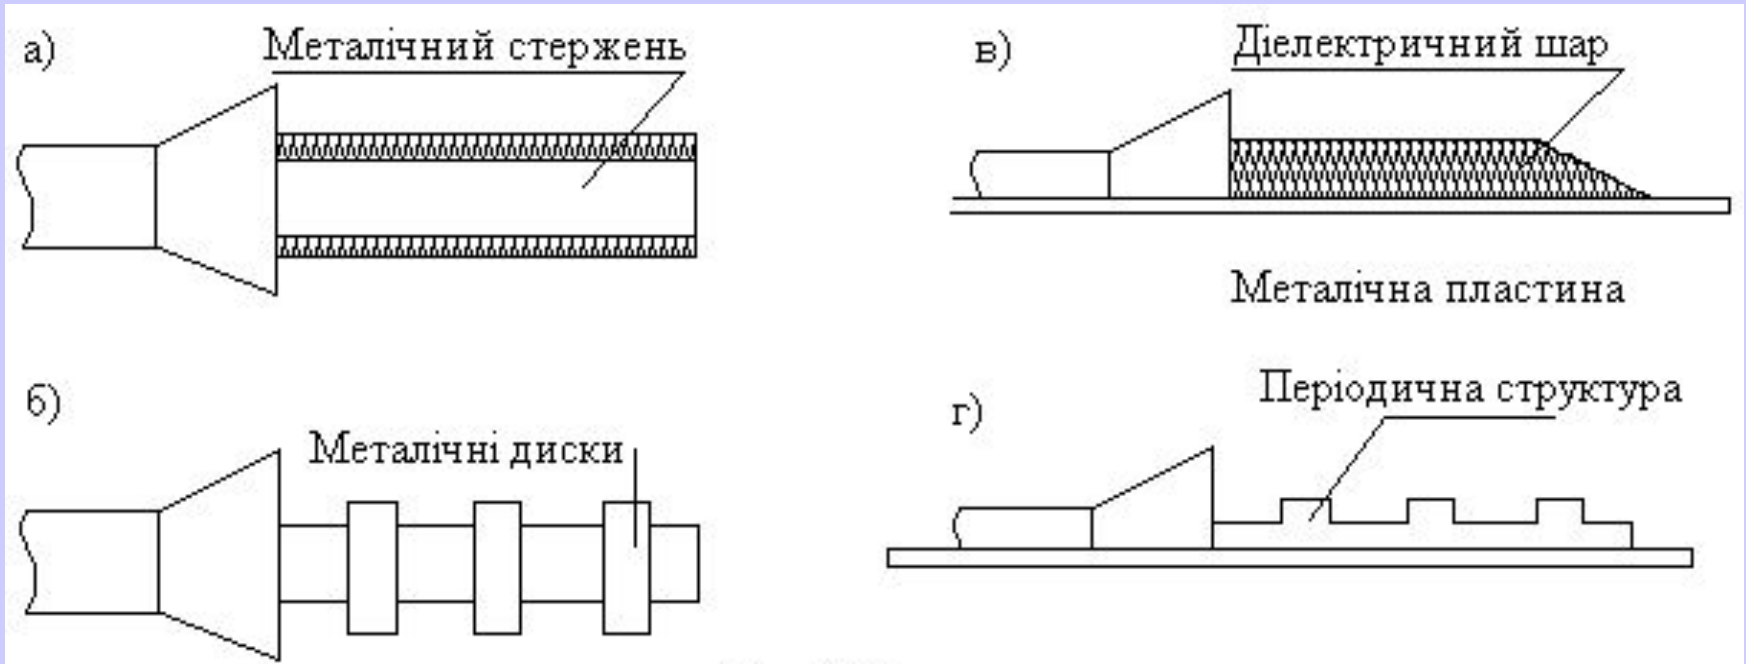 а)
Металічний стержень
в)
Діелектричний шар
Металічна пластина
б)
Металічні диски
г)
Періодична структура